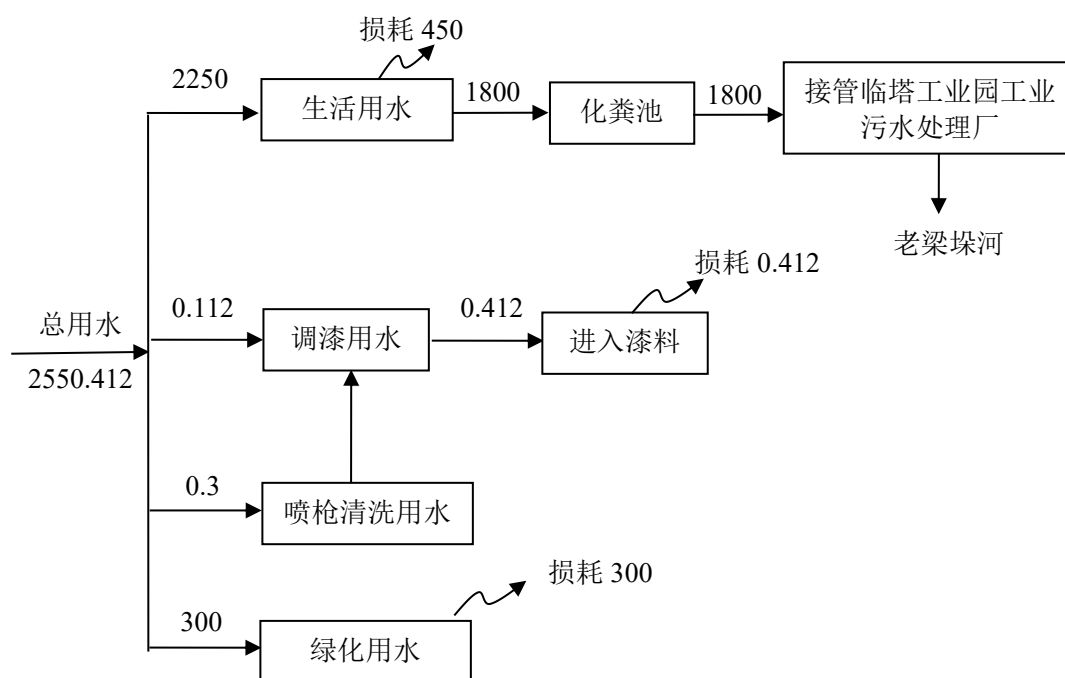 损耗 450
2250
生活用水
1800
化粪池
1800
接管临塔工业园工业
污水处理厂
老梁垛河
损耗 0.412
总用水
2550.412
0.112
调漆用水
0.412
进入漆料
0.3
喷枪清洗用水
损耗 300
300
绿化用水